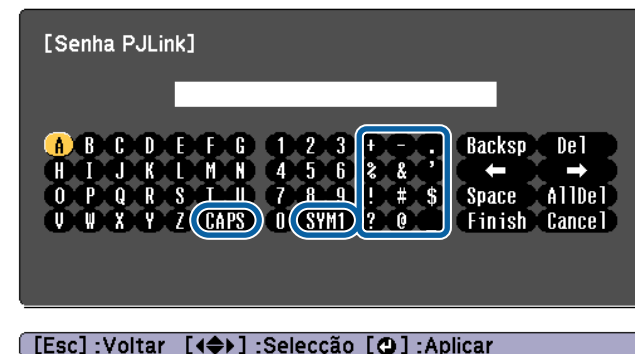 [Senha PJLink]
A B C D E F G 1 2 3 + - . Backsp Del
H I J K L M N 4 5 6 % & ' ← →
O P Q R S T U 7 8 9 ! # $ Space AllDel
V W X Y Z CAPS 0 SYM1 ? @ Finish Cancel
[Esc] :Voltar [◀◆▶] :Selecção [↵] :Aplicar